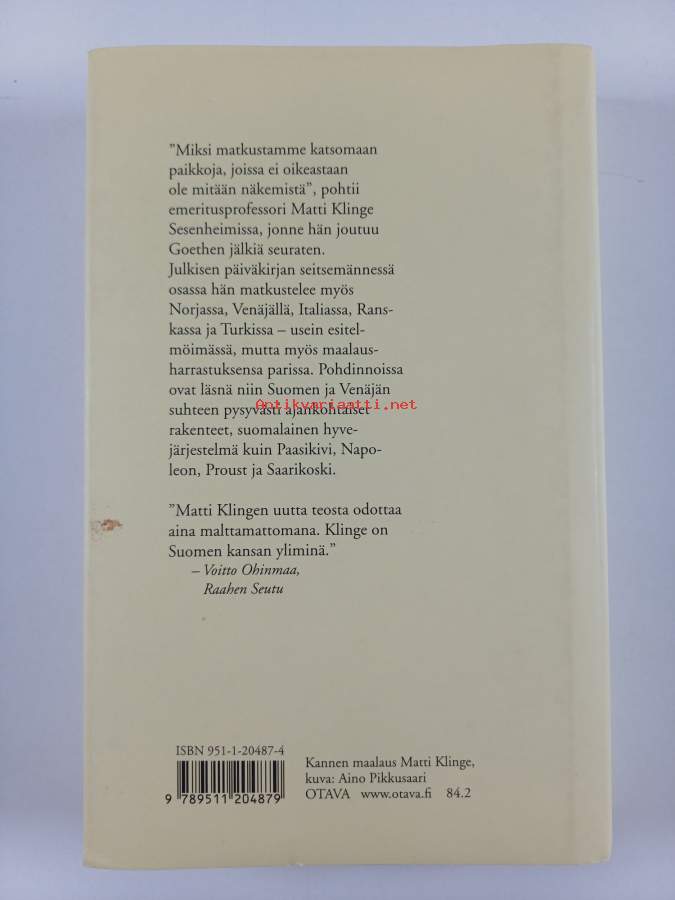 ”Miksi matkustamme katsomaan
paikkoja, joissa ei oikeastaan
ole mitään näkemistä”, pohtii
emeritusprofessori Matti Klinge
Sesenheimissa, jonne hän joutuu
Goethen jälkiä seuraten.
Julkisen päiväkirjan seitsemännessä
osassa hän matkustelee myös
Norjassa, Venäjällä, Italiassa, Rans-
kassa ja Turkissa – usein esitel-
möimässä, mutta myös maalaus-
harrastuksensa parissa. Pohdinnoissa
ovat läsnä niin Suomen ja Venäjän
suhteen pysyvästi ajankohtaiset
Antikvariaatti.net
rakenteet, suomalainen hyve-
järjestelmä kuin Paasikivi, Napo-
leon, Proust ja Saarikoski.
”Matti Klingen uutta teosta odottaa
aina malttamattomana. Klinge on
Suomen kansan yliminä.”
– Voitto Ohinmaa,
Raahen Seutu
ISBN 951-1-20487-4
9 789511 204879
Kannen maalaus Matti Klinge,
kuva: Aino Pikkusaari
OTAVA www.otava.fi 84.2